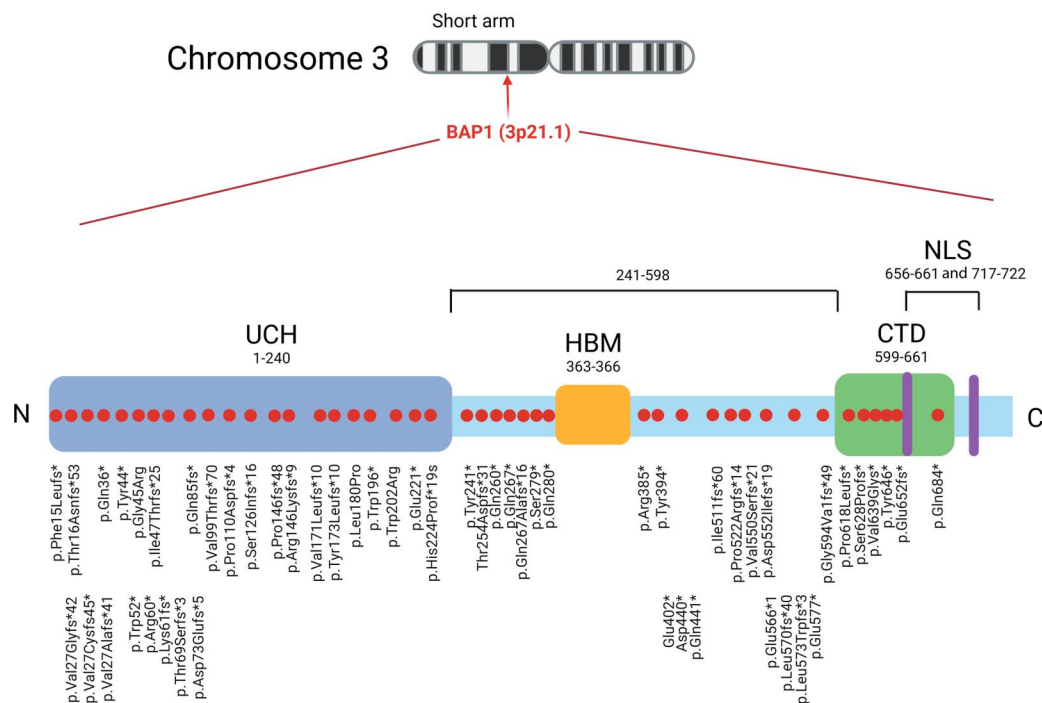 Short arm
Chromosome 3
BAP1 (3p21.1)
NLS
656-661 and 717-722
241-598
UCH
1-240
HBM
363-366
CTD
599-661
N
C
p.Phe15Leufs*
p.Thr16Asnfs*53
p.Gln36*
p.Tyr44*
p.Gly45Arg
p.Ile47Thrfs*25
p.Gln85fs*
p.Val99Thrfs*70
p.Pro110Aspfs*4
p.Ser126Infs*16
p.Pro146fs*48
p.Arg146Lysfs*9
p.Val171Leufs*10
p.Tyr173Leufs*10
p.Leu180Pro
p.Trp196*
p.Trp202Arg
p.Glu221*
p.His224Prof*19s
p.Tyr241*
Thr254Aspfs*31
p.Gln260*
p.Gln267*
p.Gln267Alafs*16
p.Ser279*
p.Gln280*
p.Arg385*
p.Tyr394*
p.Ile511fs*60
p.Pro522Argfs*14
p.Val550Serfs*21
p.Asp552Ilefs*19
p.Gly594Va1fs*49
p.Pro618Leufs*
p.Ser628Profs*
p.Val639Glys*
p.Tyr646*
p.Glu652fs*
p.Gln684*
p.Val27Glyfs*42
p.Val27Cysfs*45*
p.Val27Alafs*41
p.Trp52*
p.Arg60*
p.Lys61fs*
p.Thr69Serfs*3
p.Asp73Glufs*5
Glu402*
Asp440*
p.Gln441*
p.Glu566*1
p.Leu570fs*40
p.Leu573Trpfs*3
p.Glu577*